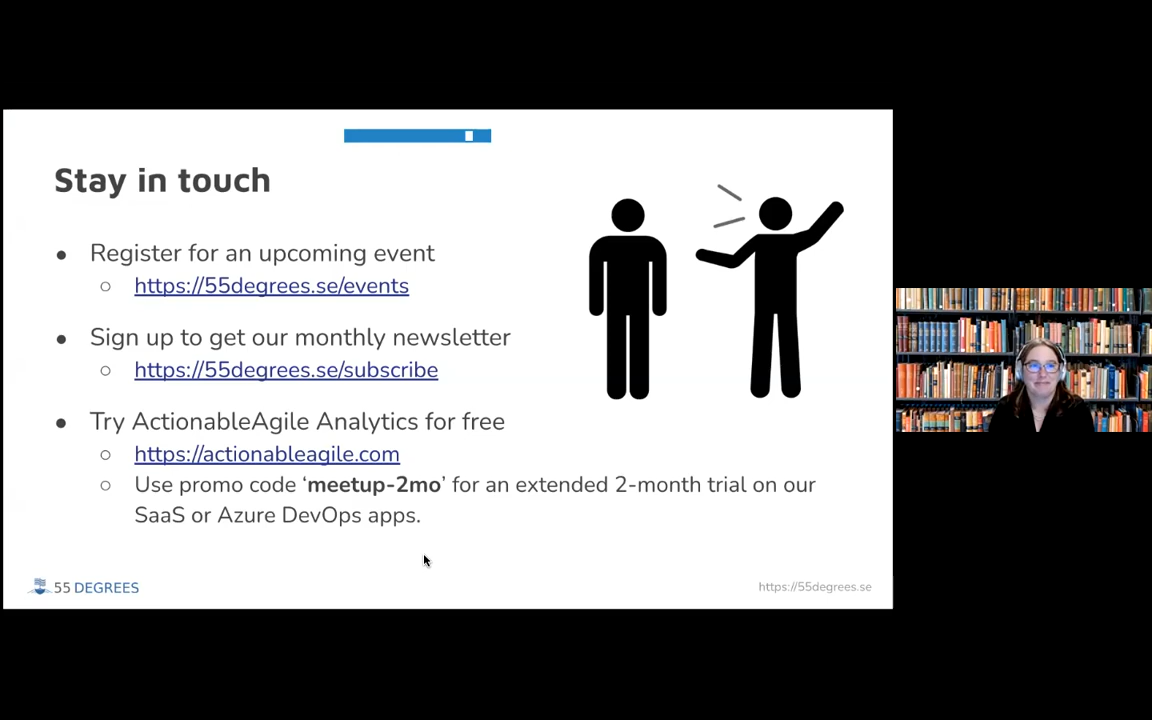 Stay in touch
● Register for an upcoming event
○ https://55degrees.se/events
● Sign up to get our monthly newsletter
○ https://55degrees.se/subscribe
● Try ActionableAgile Analytics for free
○ https://actionableagile.com
○ Use promo code ‘meetup-2mo’ for an extended 2-month trial on our
SaaS or Azure DevOps apps.
55 DEGREES
https://55degrees.se